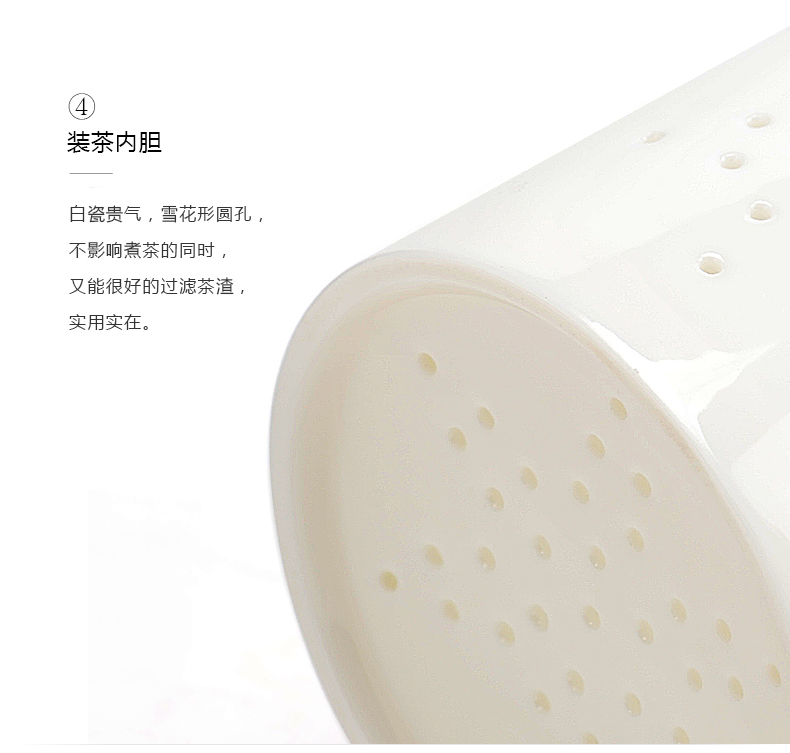 ④
装茶内胆
白瓷贵气，雪花形圆孔，
不影响煮茶的同时，
又能很好的过滤茶渣，
实用实在。